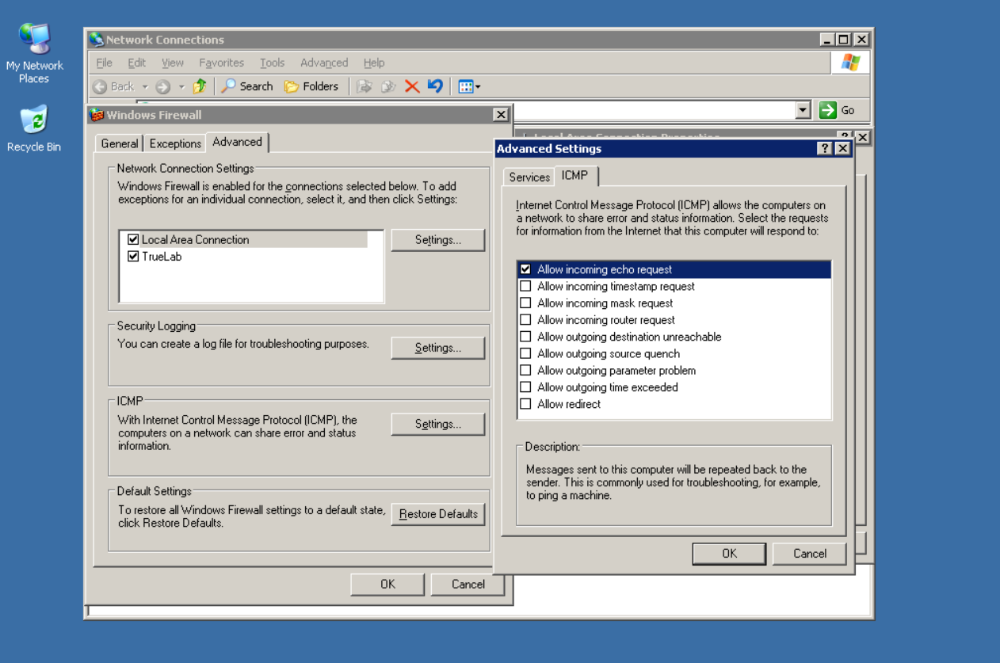 My Network
Places
Recycle Bin
Network Connections
File Edit View Favorites Tools Advanced Help
Back Search Folders
Go
Windows Firewall
General Exceptions Advanced
Network Connection Settings
Windows Firewall is enabled for the connections selected below. To add
exceptions for an individual connection, select it, and then click Settings:
Local Area Connection
TrueLab
Settings...
Security Logging
You can create a log file for troubleshooting purposes.
Settings...
ICMP
With Internet Control Message Protocol (ICMP), the
computers on a network can share error and status
information.
Settings...
Default Settings
To restore all Windows Firewall settings to a default state,
click Restore Defaults.
Restore Defaults
OK Cancel
Local Area Connection Properties
Advanced Settings
Services ICMP
Internet Control Message Protocol (ICMP) allows the computers on
a network to share error and status information. Select the requests
for information from the Internet that this computer will respond to:
Allow incoming echo request
Allow incoming timestamp request
Allow incoming mask request
Allow incoming router request
Allow outgoing destination unreachable
Allow outgoing source quench
Allow outgoing parameter problem
Allow outgoing time exceeded
Allow redirect
Description:
Messages sent to this computer will be repeated back to the
sender. This is commonly used for troubleshooting, for example,
to ping a machine.
OK Cancel